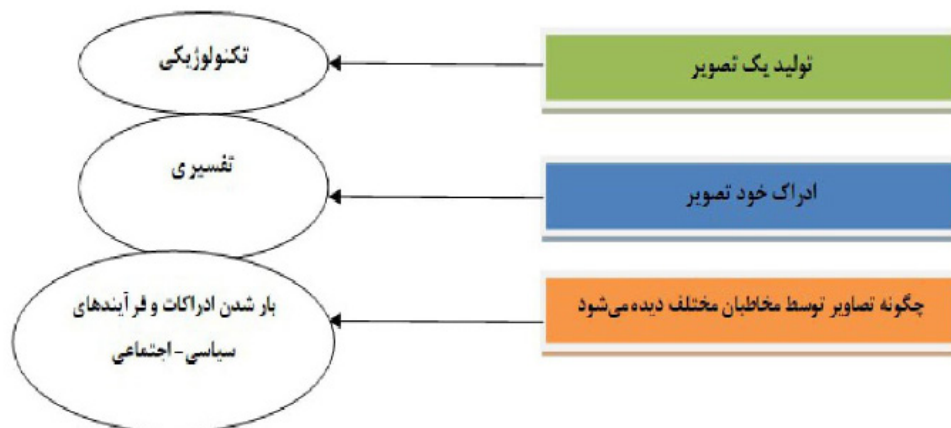 تولید یک تصویر
تکنولوژیکی
ادراک خود تصویر
تفسیری
چگونه تصاویر توسط مخاطبان مختلف دیده می‌شود
بار شدن ادراکات و فرآیندهای
سیاسی- اجتماعی